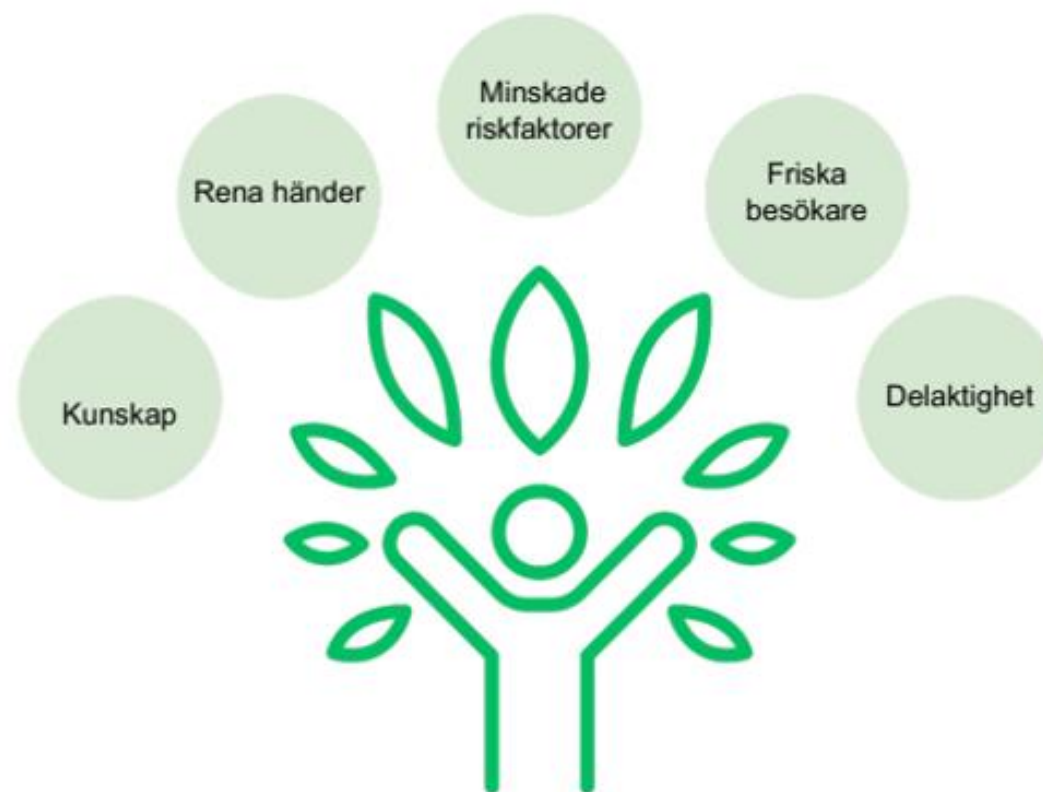 Kunskap
Rena händer
Minskade
riskfaktorer
Friska
besökare
Delaktighet